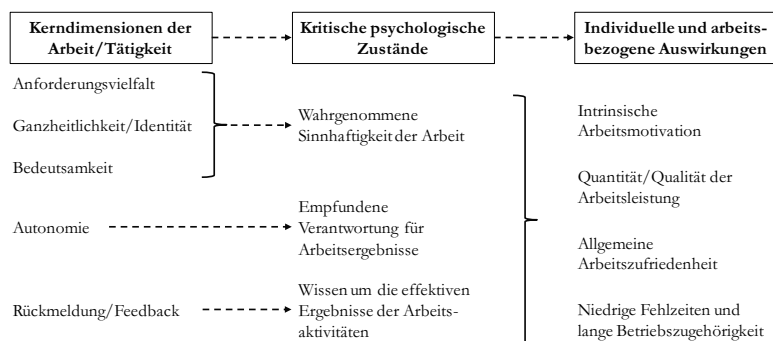 Kerndimensionen der
Arbeit/Tätigkeit
Kritische psychologische
Zustände
Individuelle und arbeits-
bezogene Auswirkungen
Anforderungsvielfalt
Ganzheitlichkeit/Identität
Bedeutsamkeit
Wahrgenommene
Sinnhaftigkeit der Arbeit
Autonomie
Empfundene
Verantwortung für
Arbeitsergebnisse
Rückmeldung/Feedback
Wissen um die effektiven
Ergebnisse der Arbeits-
aktivitäten
Intrinsische
Arbeitsmotivation
Quantität/Qualität der
Arbeitsleistung
Allgemeine
Arbeitszufriedenheit
Niedrige Fehlzeiten und
lange Betriebszugehörigkeit